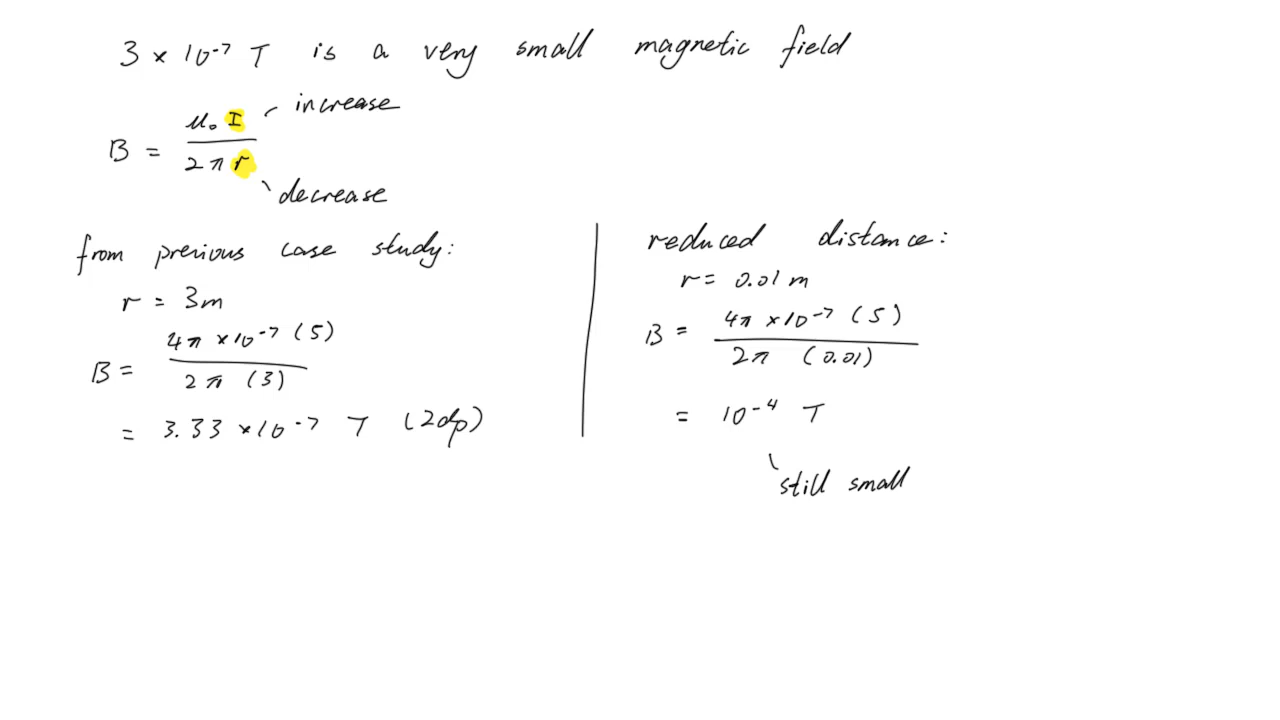 3 × 10⁻⁷ T is a very small magnetic field
B = μ₀ I / 2 π r
increase
decrease
from previous case study:
r = 3m
B = 4π × 10⁻⁷ (5) / 2 π (3)
= 3.33 × 10⁻⁷ T (2dp)
reduced distance:
r = 0.01 m
B = 4π × 10⁻⁷ (5) / 2π (0.01)
= 10⁻⁴ T
still small